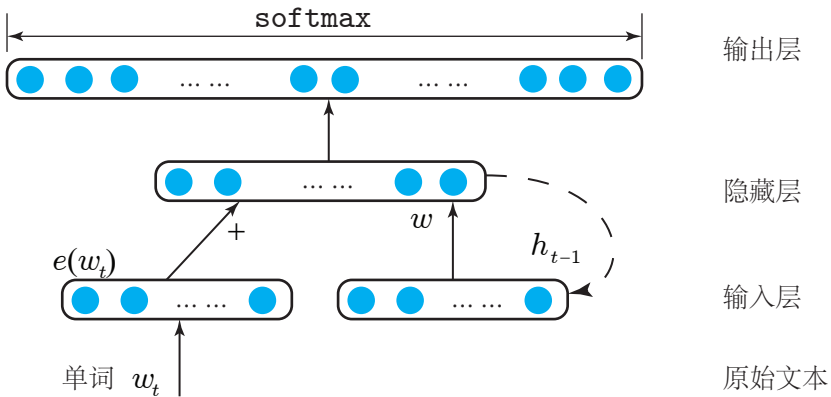 softmax
输出层
... ... ... ...
... ...
隐藏层
+ w
h_{t-1}
e(w_t)
... ... ... ...
输入层
单词 w_t
原始文本